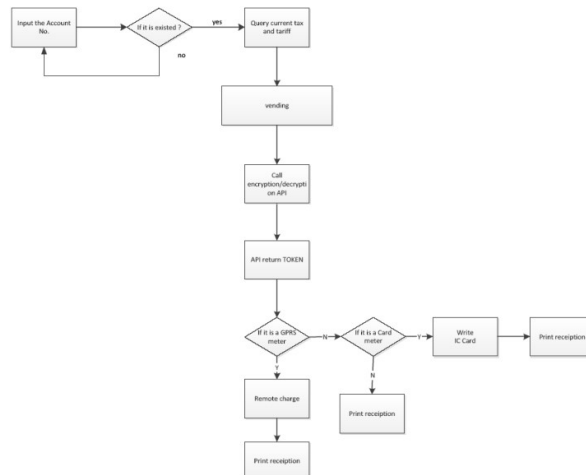 Input the Account
No.
If it is existed ?
yes
Query current tax
and tariff
no
vending
Call
encryption/decrypti
on API
API return TOKEN
If it is a GPRS
meter
N
If it is a Card
meter
Y
Write
IC Card
Print receiption
Y
N
Remote charge
Print receiption
Print receiption